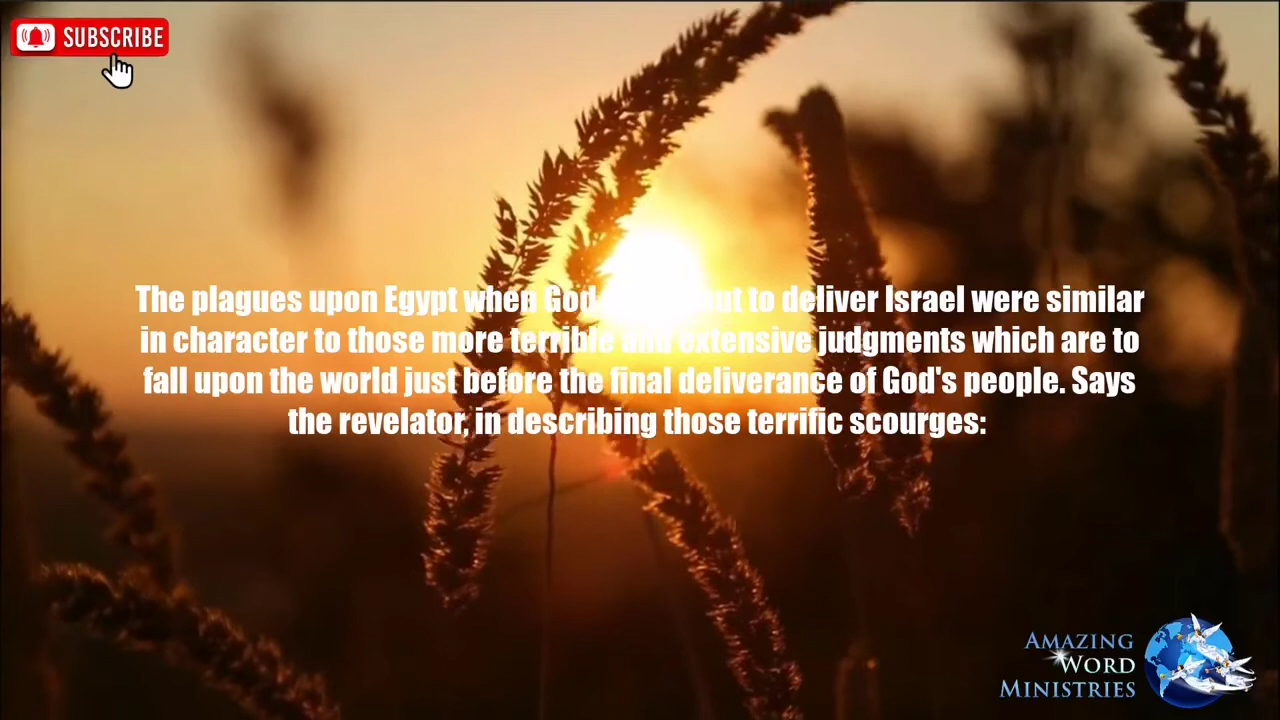 SUBSCRIBE
The plagues upon Egypt when God out to deliver Israel were similar
in character to those more terrible and extensive judgments which are to
fall upon the world just before the final deliverance of God's people. Says
the revelator, in describing those terrific scourges:
AMAZING
WORD
MINISTRIES